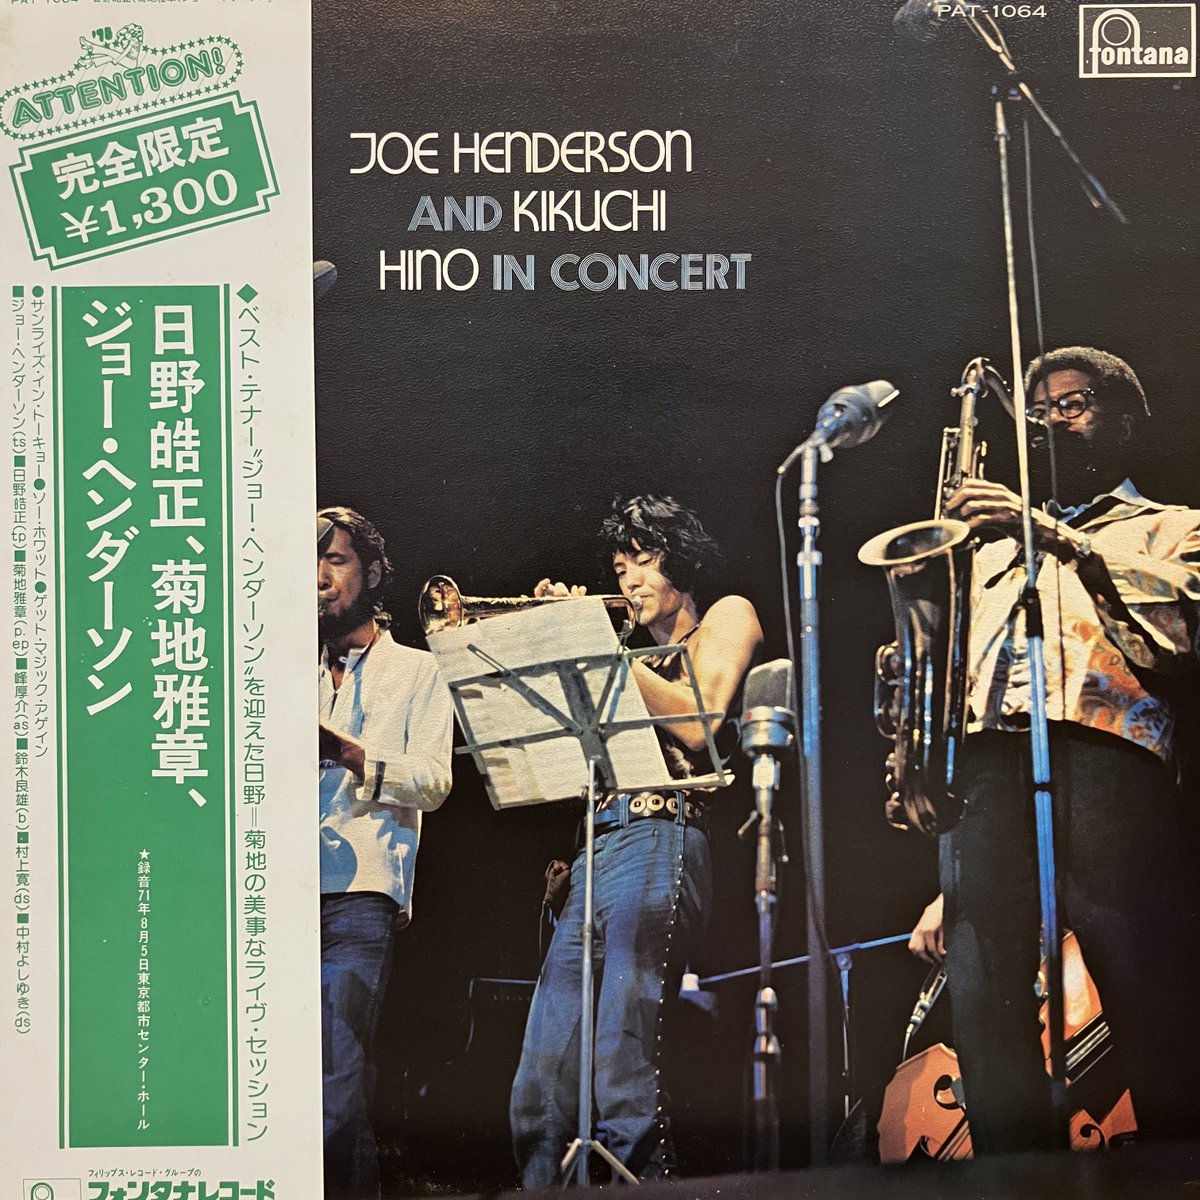 '78
ATTENTION!
完全限定
¥1,300
◆ベスト・テナー〝ジョー・ヘンダーソン〟を迎えた日野=菊地の美事なライヴ・セッション
日野皓正、菊地雅章、
ジョー・ヘンダーソン
★録音71年8月5日東京都市センター・ホール
●サンライズ・イン・トーキョー●ソー・ホワット●ゲット・マジック・アゲイン
■ジョー・ヘンダーソン(ts)■日野皓正(tp)■菊地雅章(p.ep)■峰厚介(as)■鈴木良雄(b)■村上寛(ds)■中村よしゆき(ds)
フィリップス・レコード・グループの
フォンタナレコード
PAT-1064
fontana
JOE HENDERSON
AND KIKUCHI
HINO IN CONCERT